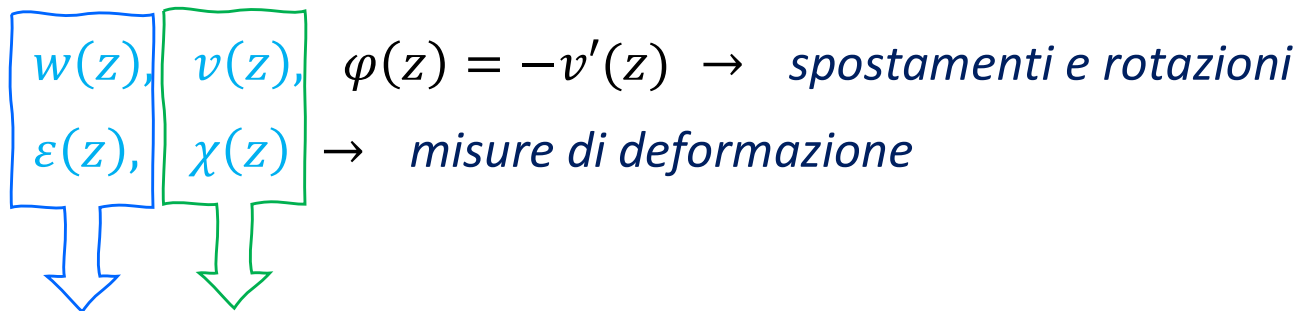 w(z), v(z), φ(z) = −v′(z) → spostamenti e rotazioni
ε(z), χ(z) → misure di deformazione